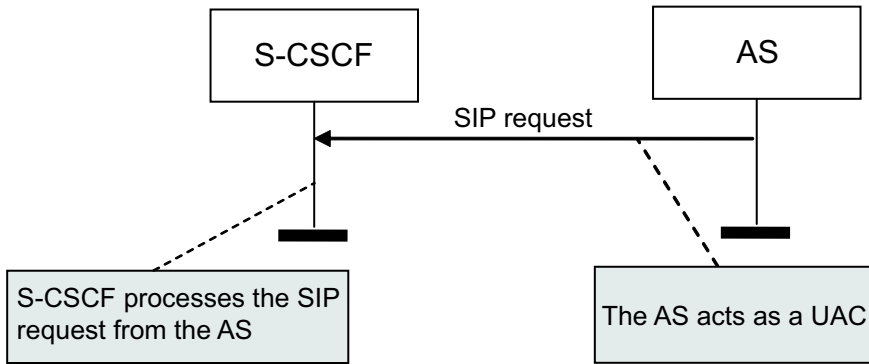 S-CSCF
AS
SIP request
S-CSCF processes the SIP
request from the AS
The AS acts as a UAC